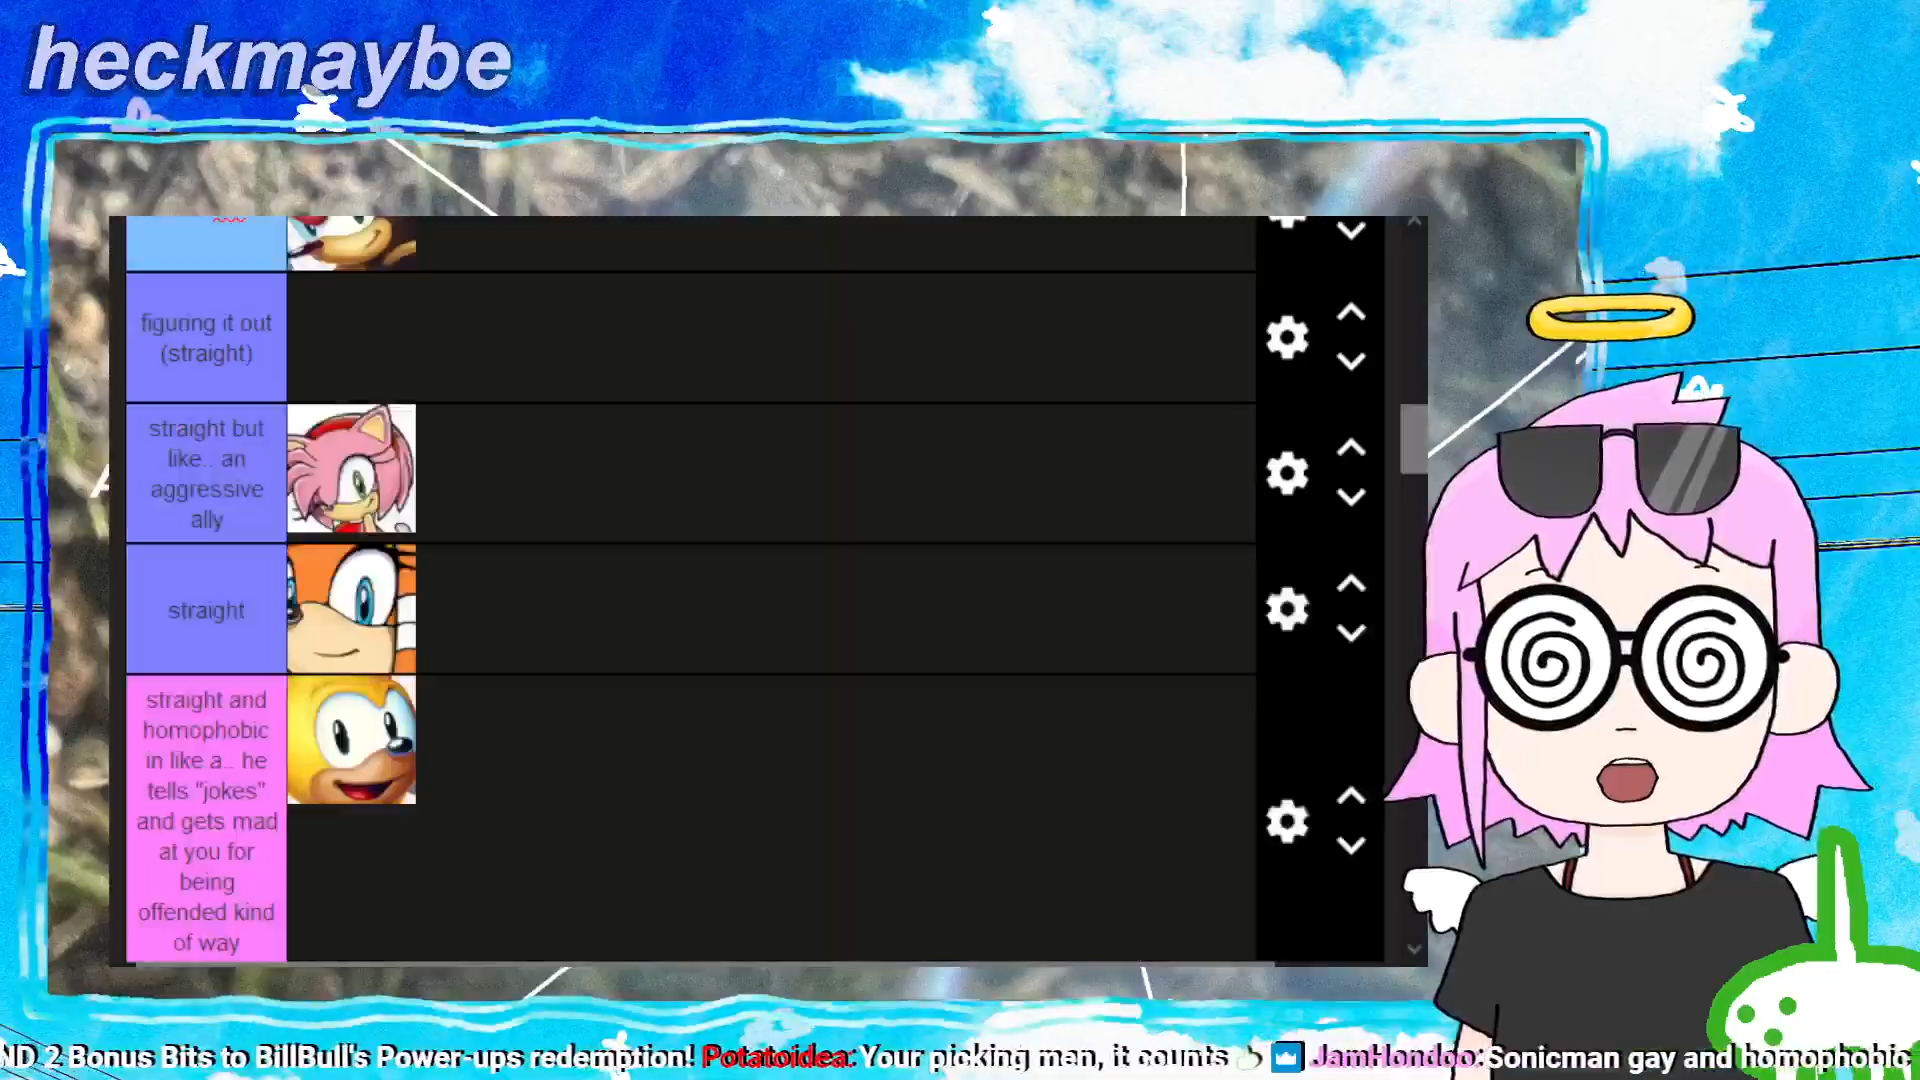 heckmaybe
figuring it out
(straight)
straight but
like.. an
aggressive
ally
straight
straight and
homophobic
in like a.. he
tells "jokes"
and gets mad
at you for
being
offended kind
of way
ND 2 Bonus Bits to BillBull's Power-ups redemption! Potatoidea: Your picking men, it counts JamHondoo: Sonicman gay and homophobic